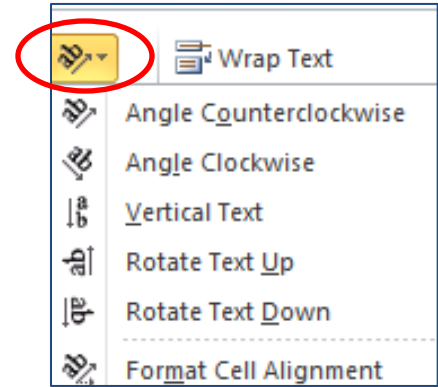 Wrap Text
Angle Counterclockwise
Angle Clockwise
Vertical Text
Rotate Text Up
Rotate Text Down
Format Cell Alignment